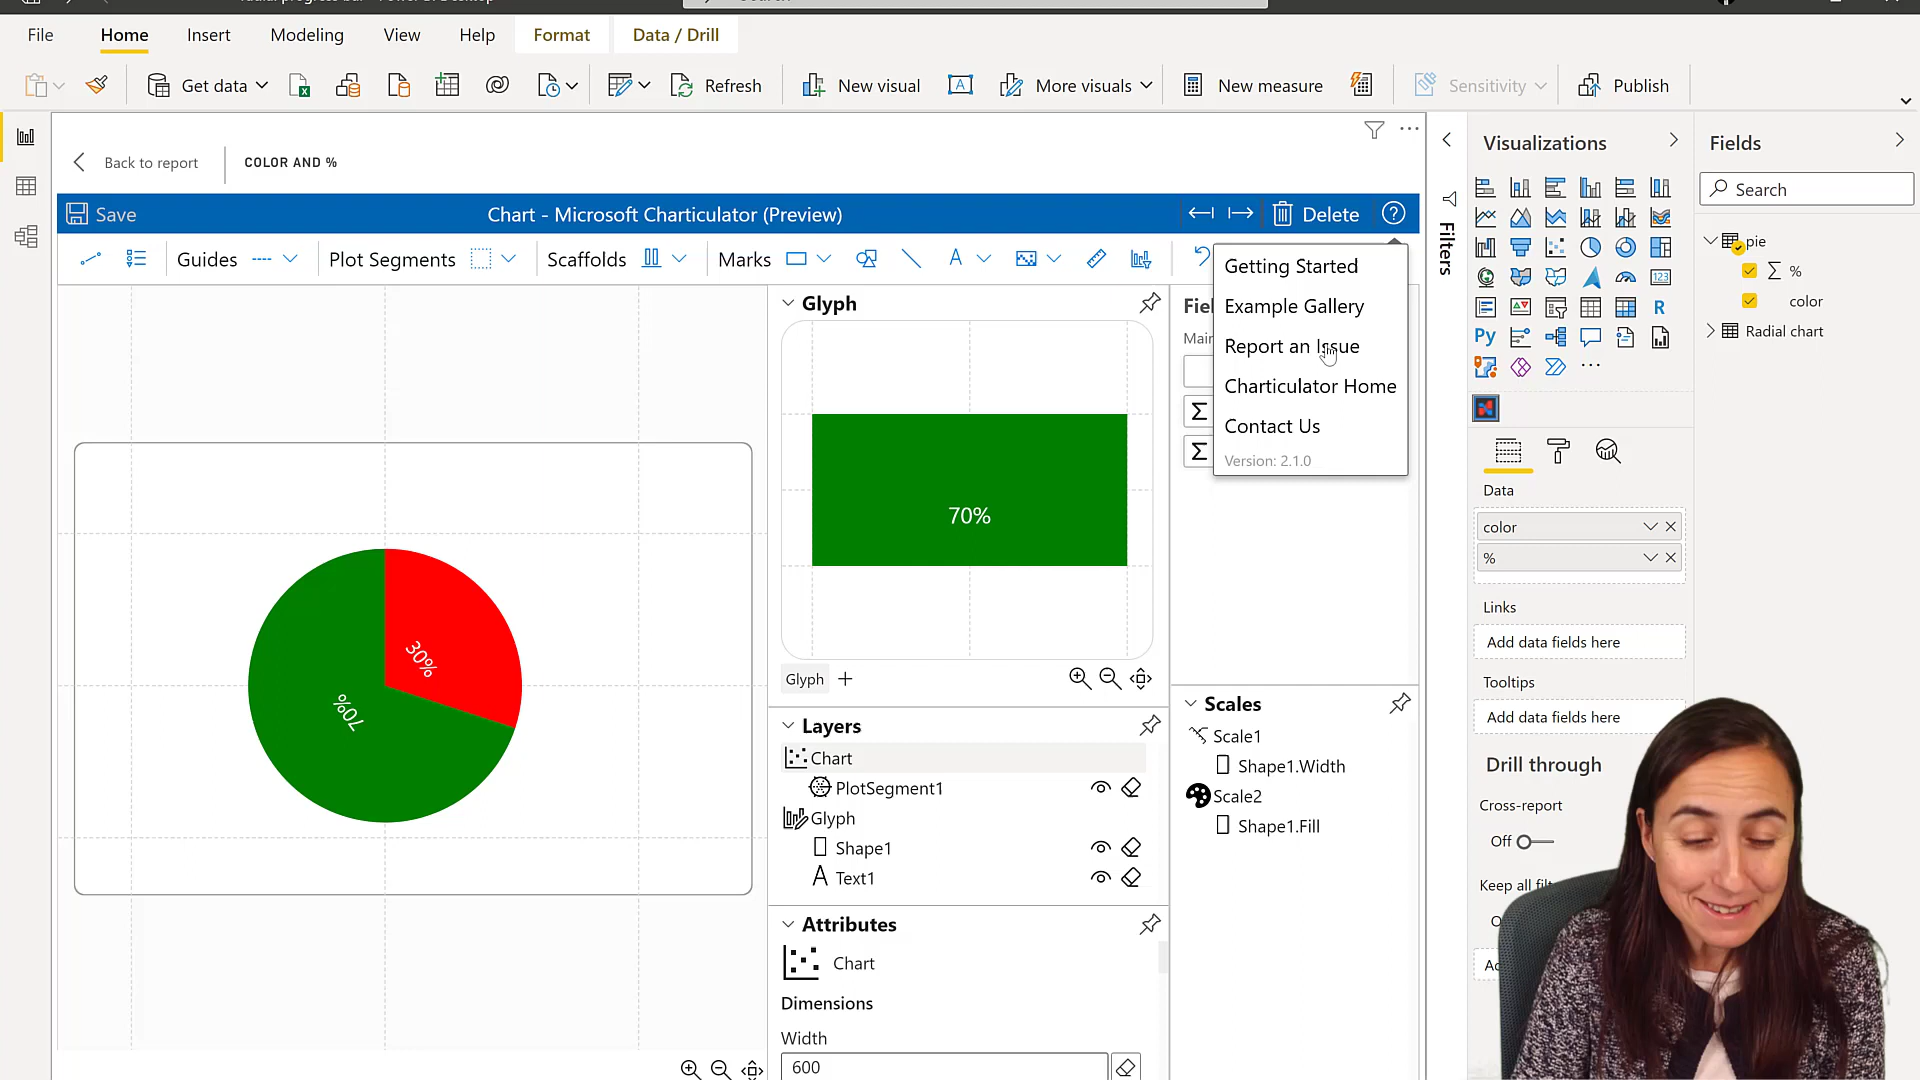 File
Home
Insert
Modeling
View
Help
Format
Data / Drill
Get data
Refresh
New visual
More visuals
New measure
Sensitivity
Publish
Back to report
COLOR AND %
Save
Chart - Microsoft Charticulator (Preview)
Delete
Guides
Plot Segments
Scaffolds
Marks
Getting Started
Example Gallery
Report an Issue
Charticulator Home
Contact Us
Version: 2.1.0
Glyph
70%
Glyph
30%
70%
Layers
Chart
PlotSegment1
Glyph
Shape1
Text1
Attributes
Chart
Dimensions
Width
600
Scales
Scale1
Shape1.Width
Scale2
Shape1.Fill
Filters
Visualizations
123
R
Py
Data
color
%
Links
Add data fields here
Tooltips
Add data fields here
Drill through
Cross-report
Off
Keep all
Fields
Search
pie
%
color
Radial chart